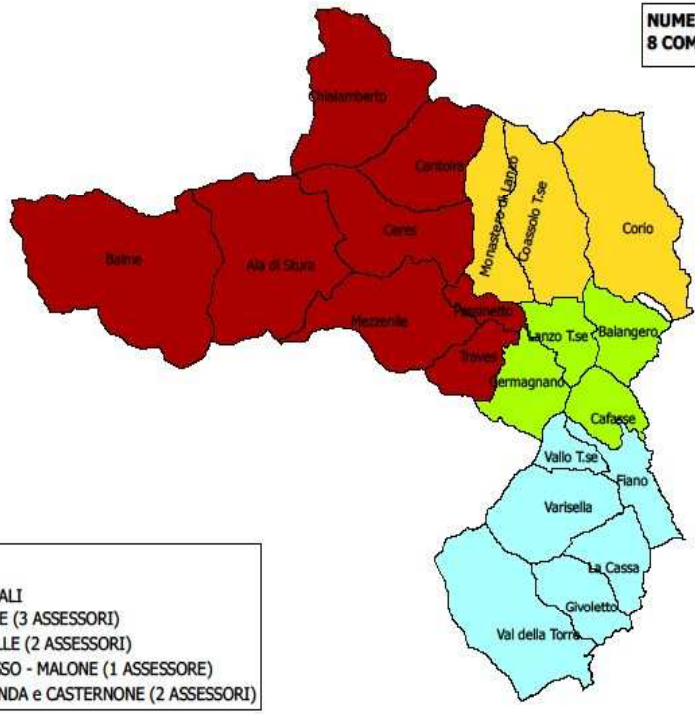 NUME
8 COM
Chialamberto
Cantoira
Monastero di Lanzo
Coassolo T.se
Corio
Ceres
Balme
Ala di Stura
Mezzenile
Pessinetto
Lanzo T.se
Balangero
Traves
Germagnano
Cafasse
Vallo T.se
Fiano
Varisella
La Cassa
Givoletto
Val della Torre
ALI
E (3 ASSESSORI)
LLE (2 ASSESSORI)
SSO - MALONE (1 ASSESSORE)
NDA e CASTERNONE (2 ASSESSORI)